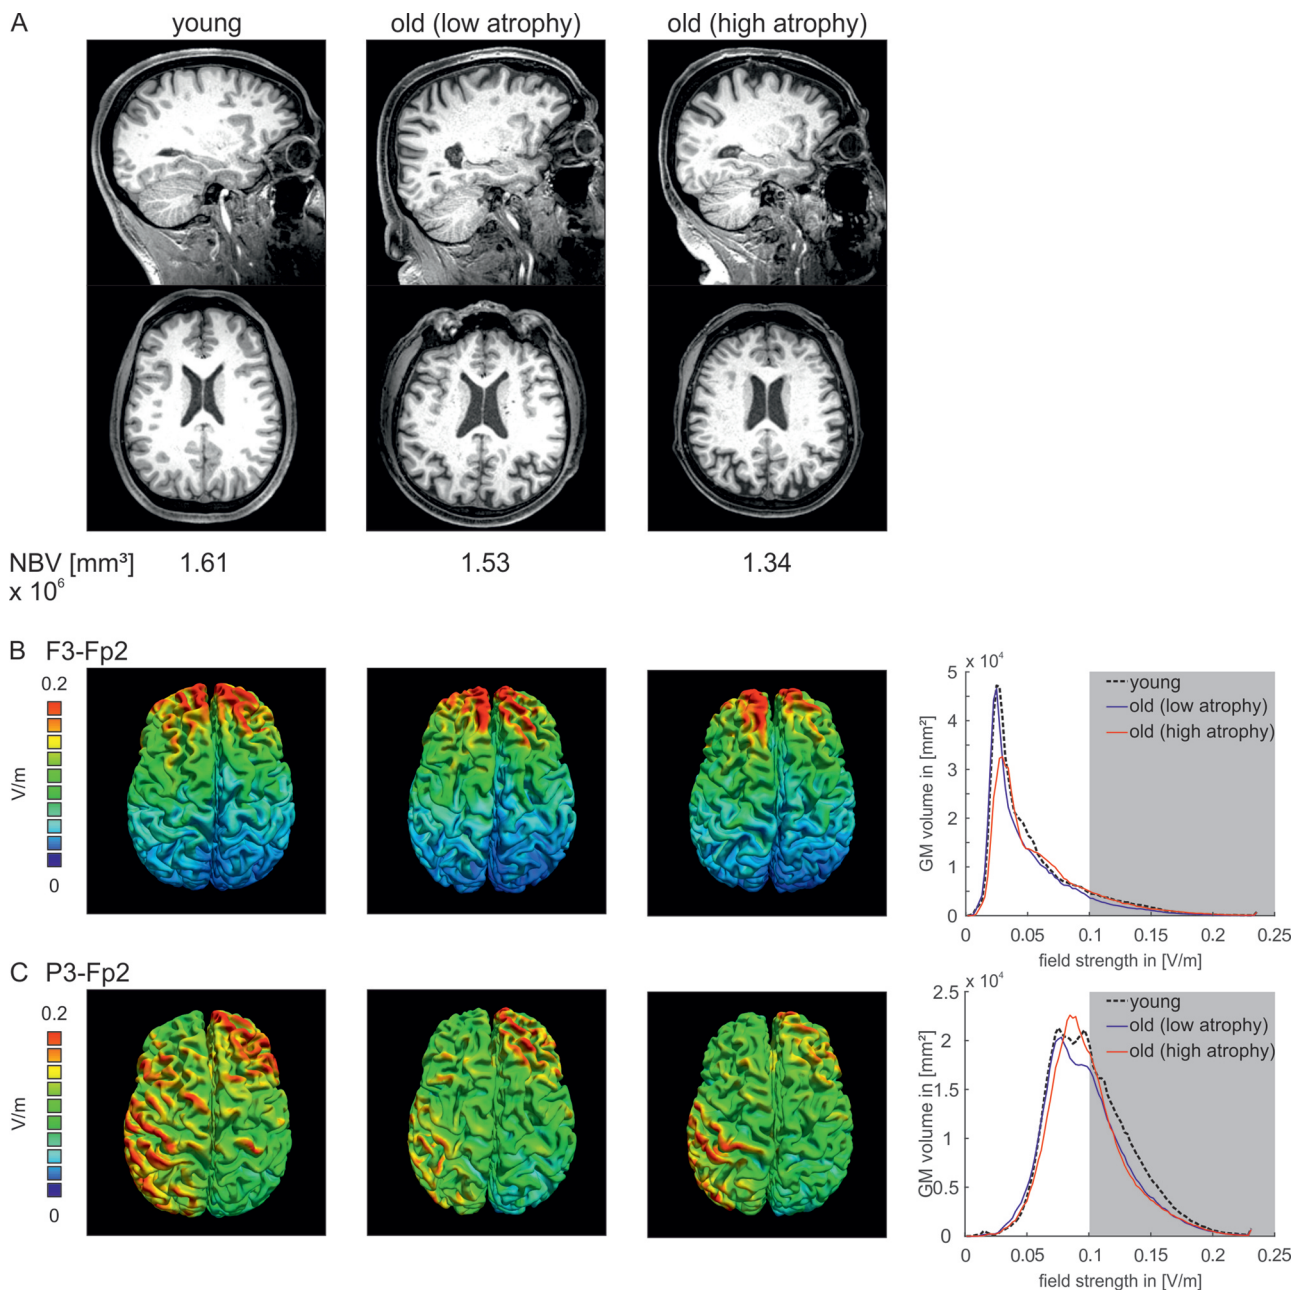 A
young
old (low atrophy)
old (high atrophy)
NBV [mm³]
x 10⁶
1.61
1.53
1.34
B F3-Fp2
0.2
V/m
0
x 10⁴
5
4
3
2
1
0
GM volume in [mm²]
young
old (low atrophy)
old (high atrophy)
0 0.05 0.1 0.15 0.2 0.25
field strength in [V/m]
C P3-Fp2
0.2
V/m
0
x 10⁴
2.5
2
1.5
1
0.5
0
GM volume in [mm²]
young
old (low atrophy)
old (high atrophy)
0 0.05 0.1 0.15 0.2 0.25
field strength in [V/m]